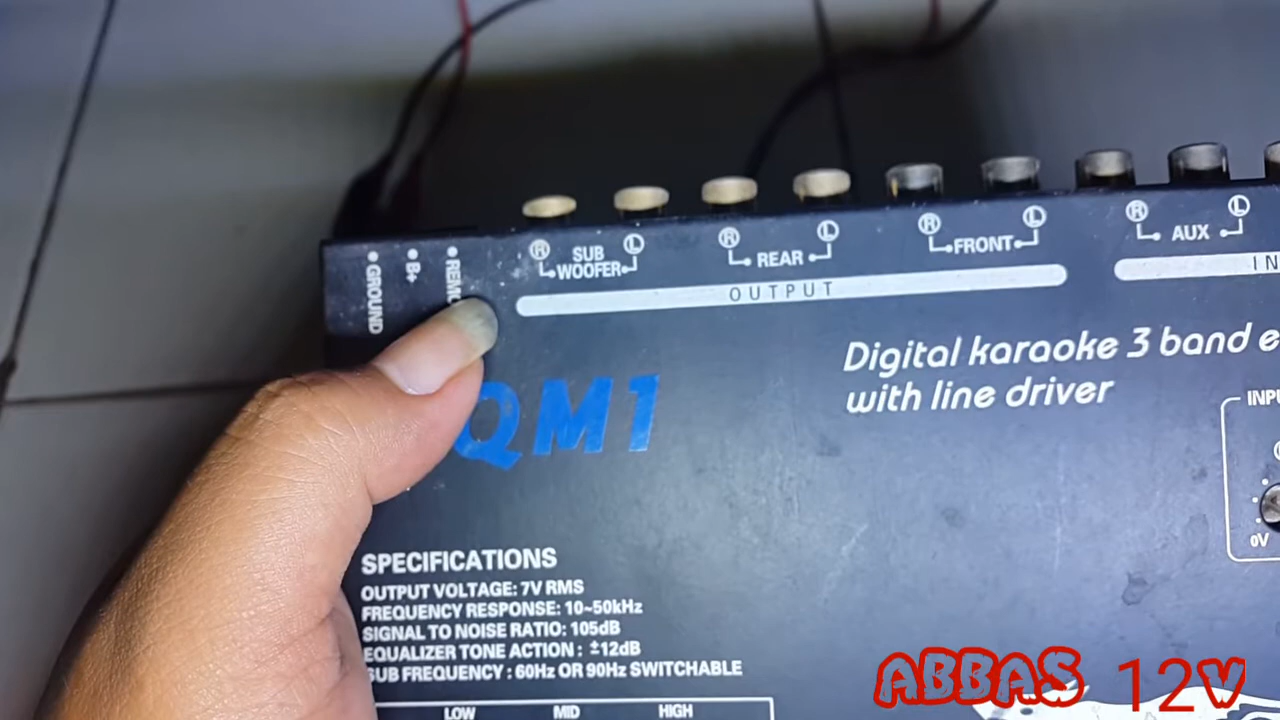 GROUND
B+
SUB
WOOFER
R L
REAR
R L
FRONT
R L
AUX
R L
OUTPUT
QM1
Digital karaoke 3 band
with line driver
0V
SPECIFICATIONS
OUTPUT VOLTAGE: 7V RMS
FREQUENCY RESPONSE: 10~50kHz
SIGNAL TO NOISE RATIO: 105dB
EQUALIZER TONE ACTION : ±12dB
SUB FREQUENCY : 60Hz OR 90Hz SWITCHABLE
LOW MID HIGH
ABBAS 12V